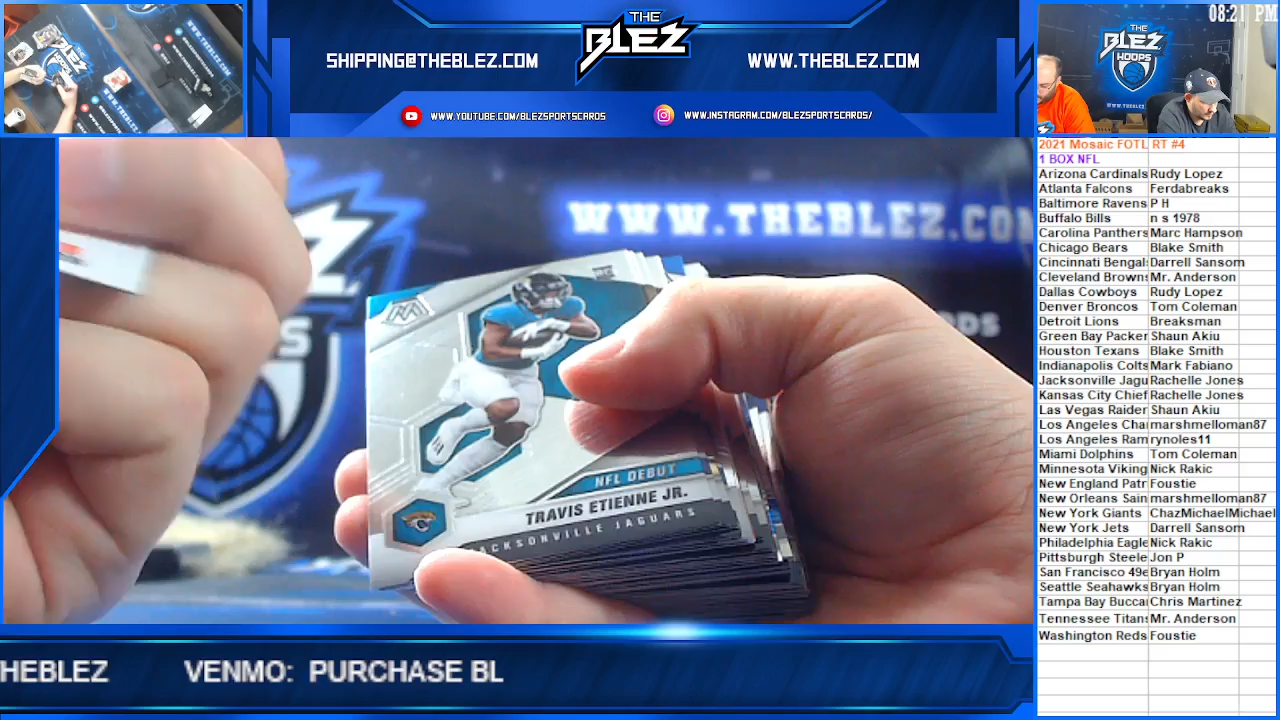 THE
BLEZ
SHIPPING@THEBLEZ.COM
WWW.THEBLEZ.COM
WWW.YOUTUBE.COM/BLEZSPORTSCARDS
WWW.INSTAGRAM.COM/BLEZSPORTSCARDS/
08:21 PM
THE
BLEZ
HOOPS
WWW.THEBLEZ.CO
NFL DEBUT
TRAVIS ETIENNE JR.
JACKSONVILLE JAGUARS
2021 Mosaic FOTL RT #4
1 BOX NFL
Arizona Cardinals Rudy Lopez
Atlanta Falcons Ferdabreaks
Baltimore Ravens P H
Buffalo Bills n s 1978
Carolina Panthers Marc Hampson
Chicago Bears Blake Smith
Cincinnati Bengal Darrell Sansom
Cleveland Browns Mr. Anderson
Dallas Cowboys Rudy Lopez
Denver Broncos Tom Coleman
Detroit Lions Breaksman
Green Bay Packer Shaun Akiu
Houston Texans Blake Smith
Indianapolis Colts Mark Fabiano
Jacksonville Jagu Rachelle Jones
Kansas City Chief Rachelle Jones
Las Vegas Raider Shaun Akiu
Los Angeles Cha marshmelloman87
Los Angeles Ram rynoles11
Miami Dolphins Tom Coleman
Minnesota Viking Nick Rakic
New England Patr Foustie
New Orleans Sain marshmelloman87
New York Giants ChazMichaelMichael
New York Jets Darrell Sansom
Philadelphia Eagle Nick Rakic
Pittsburgh Steele Jon P
San Francisco 49e Bryan Holm
Seattle Seahawks Bryan Holm
Tampa Bay Bucca Chris Martinez
Tennessee Titans Mr. Anderson
Washington Reds Foustie
THEBLEZ VENMO: PURCHASE BL